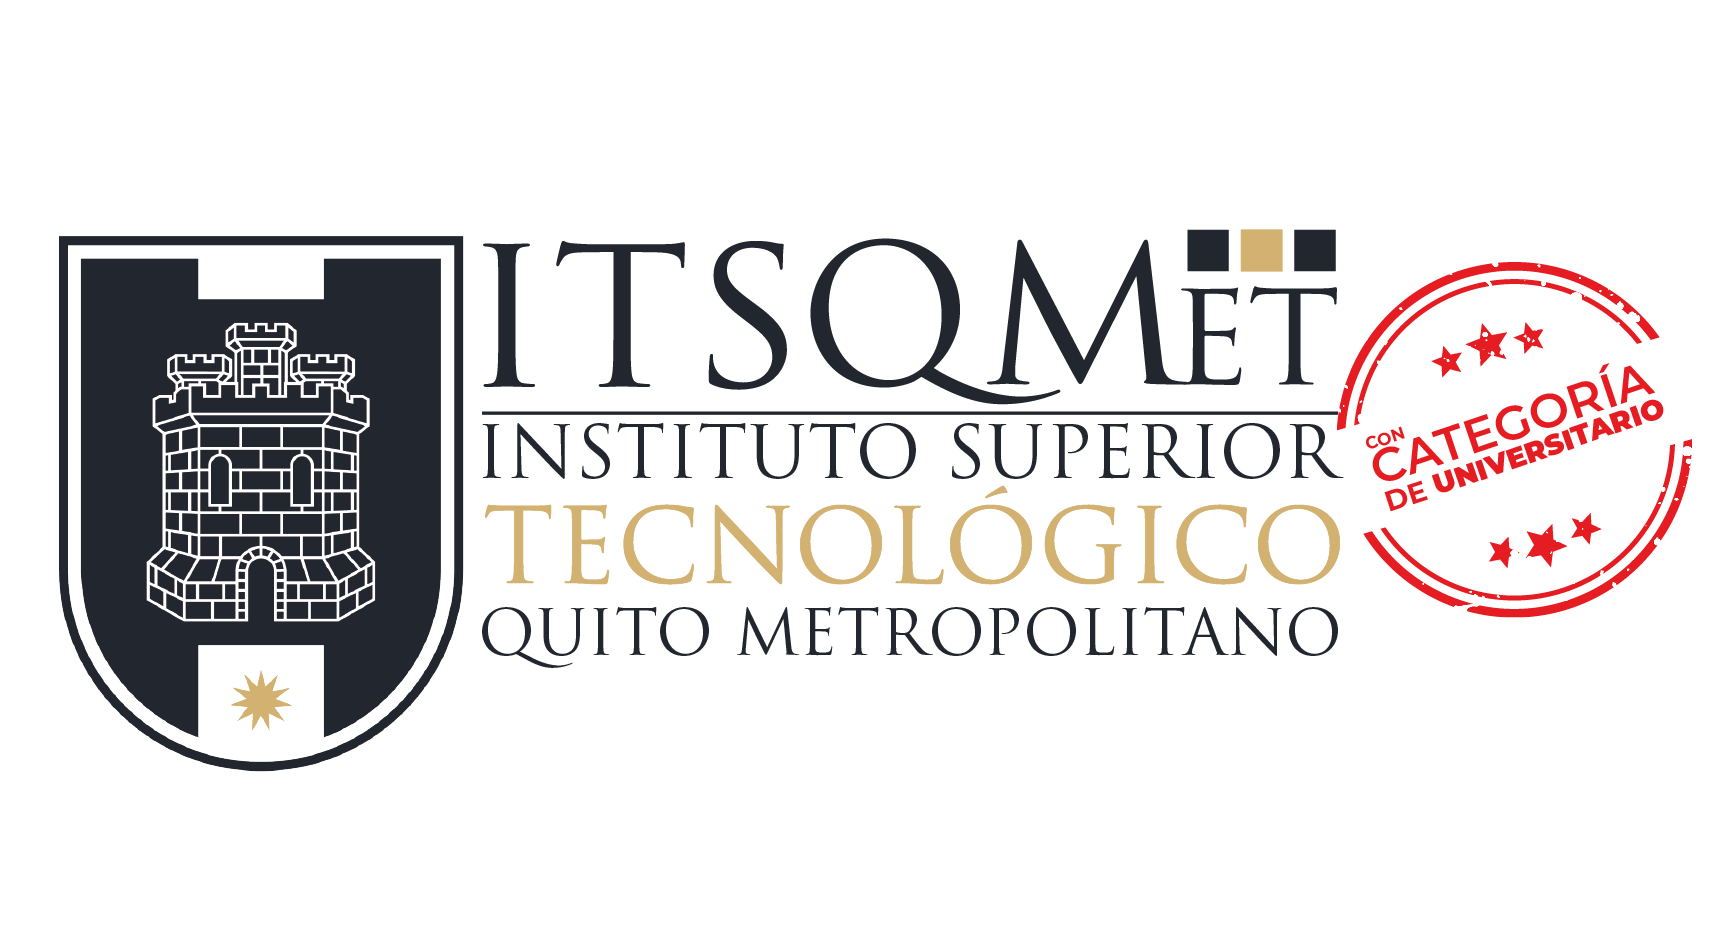 ITSQMET
INSTITUTO SUPERIOR
TECNOLÓGICO
QUITO METROPOLITANO
CON
CATEGORÍA
DE UNIVERSITARIO